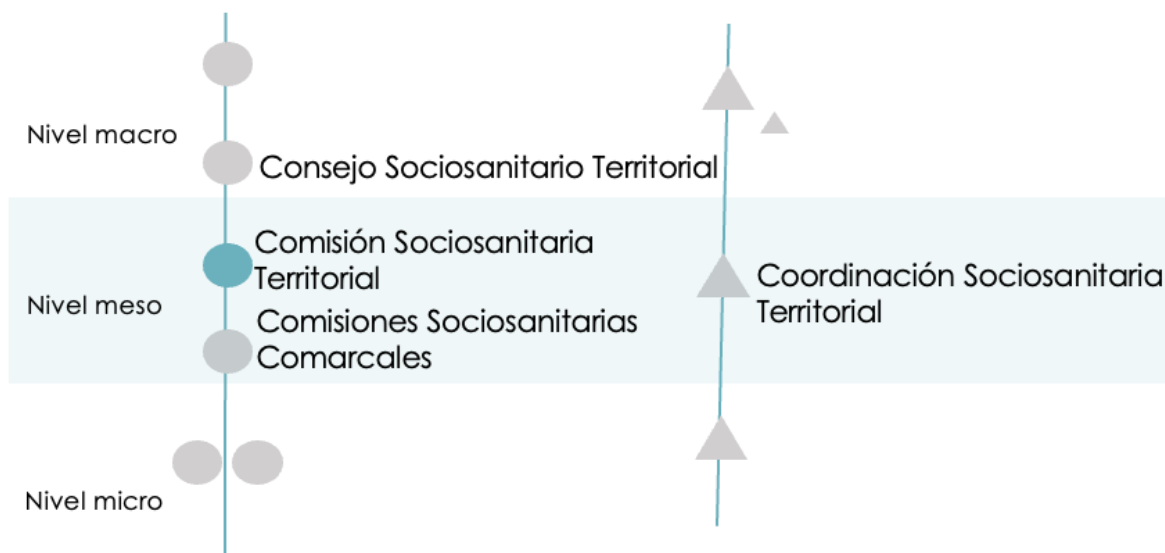 Nivel macro
Consejo Sociosanitario Territorial
Comisión Sociosanitaria
Territorial
Nivel meso
Comisiones Sociosanitarias
Comarcales
Coordinación Sociosanitaria
Territorial
Nivel micro